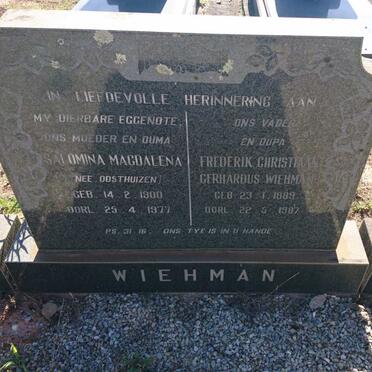 IN LIEFDEVOLLE HERINNERING AAN
MY DIERBARE EGGENOTE,
ONS MOEDER EN OUMA
SALOMINA MAGDALENA
(NEE OOSTHUIZEN)
GEB. 14. 2. 1900
OORL. 25. 4. 1977
ONS VADER
EN OUPA
FREDERIK CHRISTIAAN
GERHARDUS WIEHMAN
GEB. 23. 1. 1889
OORL. 22. 5. 1987
PS. 31:16. ONS TYE IS IN U HANDE
WIEHMAN